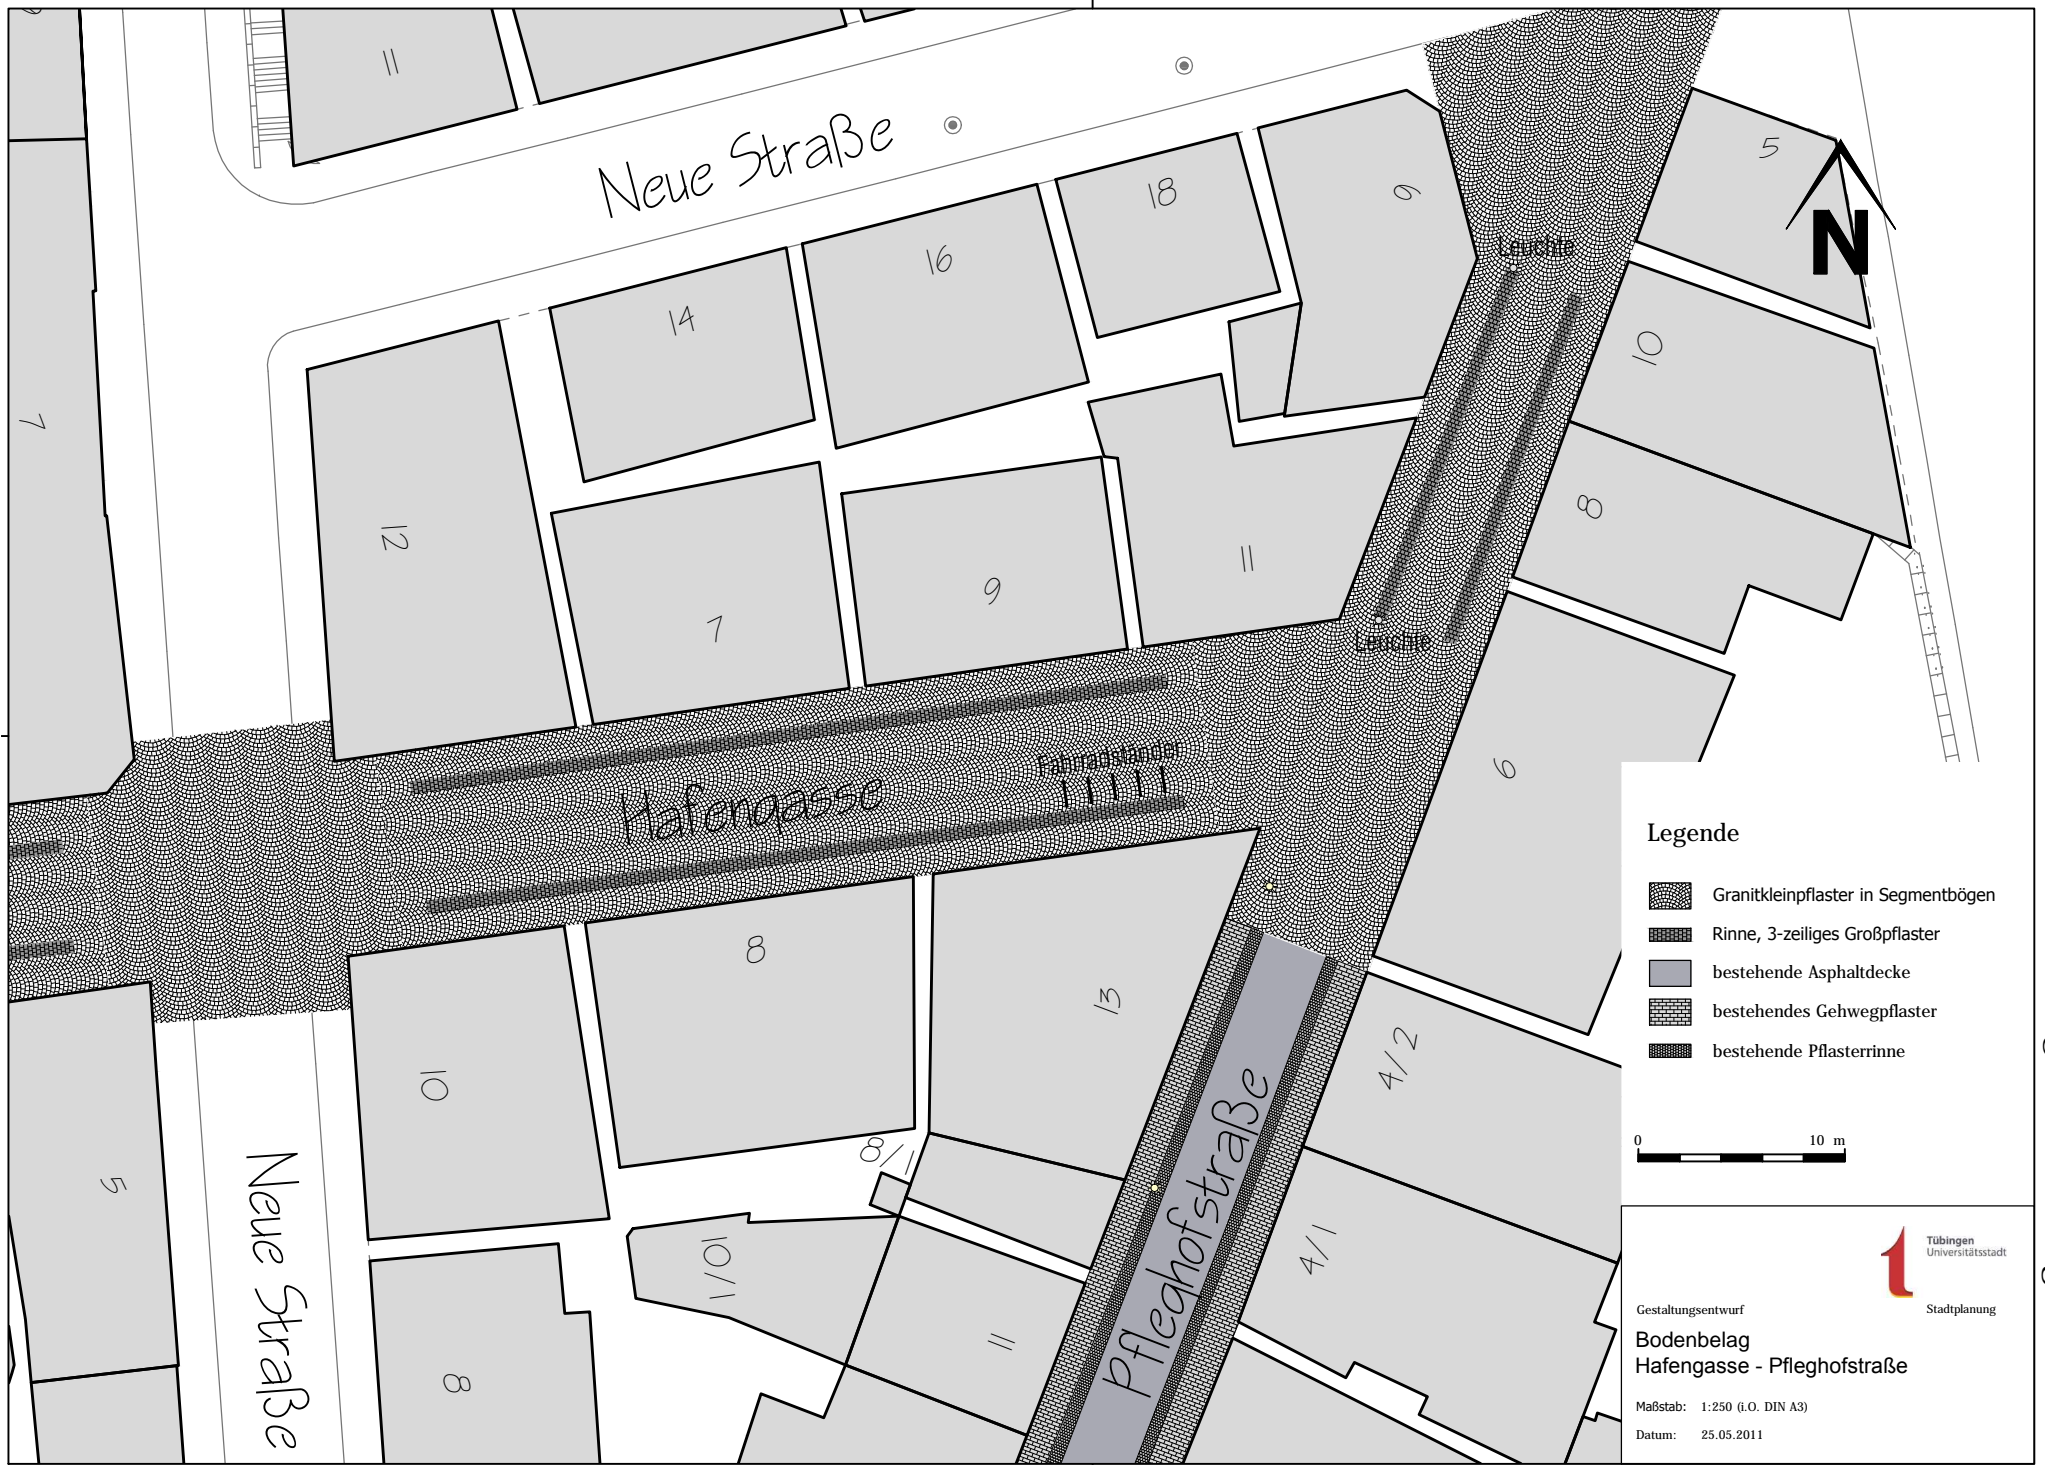 11
Neue Straße
5
18
6
16
N
Leuchte
14
10
7
12
8
11
9
7
Leuchte
6
Fahrradständer
Hafengasse
Legende
Granitkleinpflaster in Segmentbögen
Rinne, 3-zeiliges Großpflaster
bestehende Asphaltdecke
bestehendes Gehwegpflaster
bestehende Pflasterrinne
0 10 m
8
13
10
4/2
Pfleghofstraße
8/1
5
Neue Straße
10/1
4/1
11
8
Tübingen
Universitätsstadt
Stadtplanung
Gestaltungsentwurf
Bodenbelag
Hafengasse - Pfleghofstraße
Maßstab: 1:250 (i.O. DIN A3)
Datum: 25.05.2011